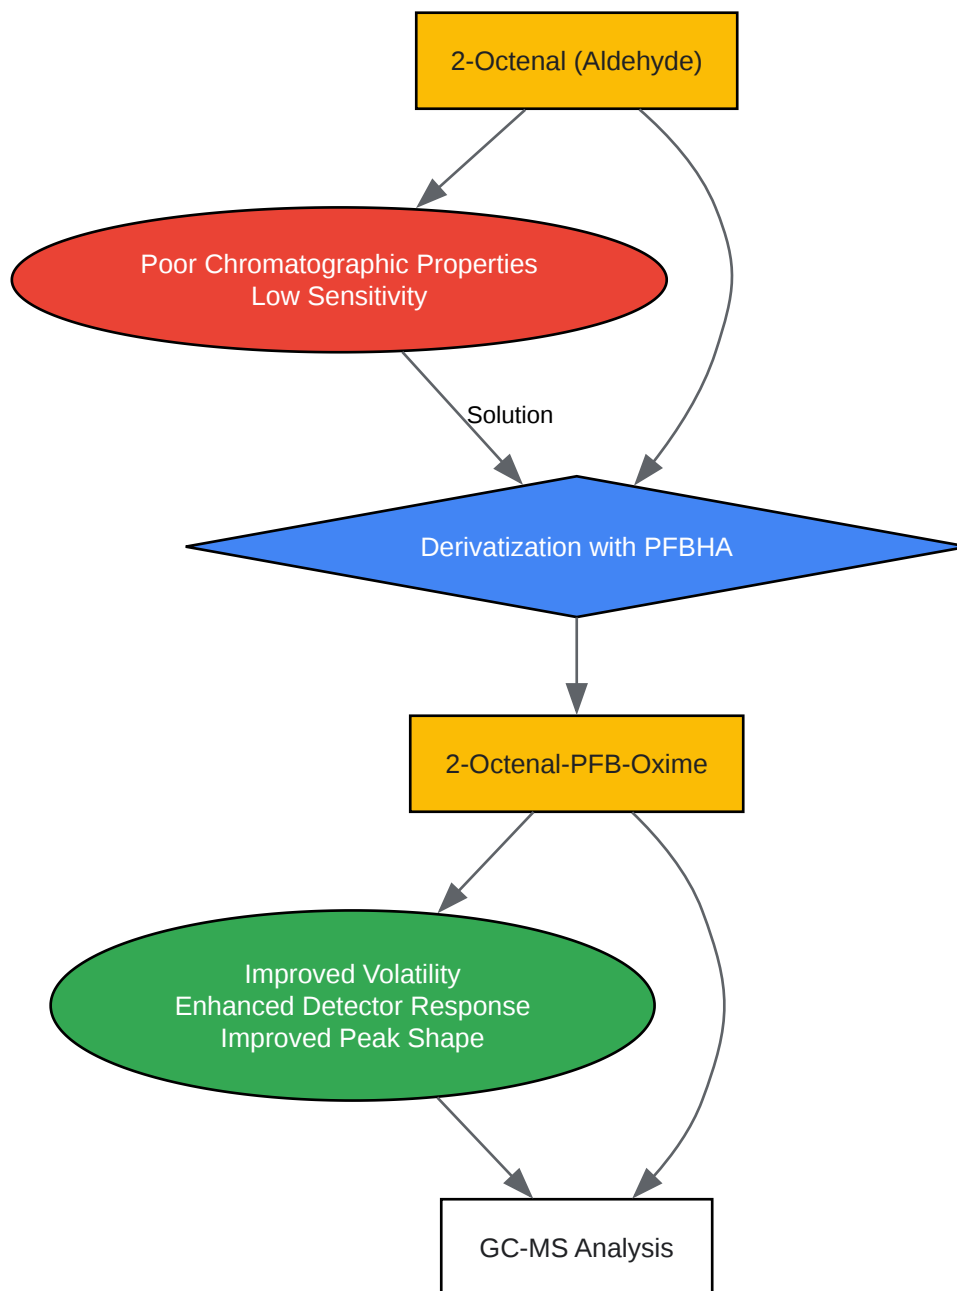 2-Octenal (Aldehyde)
Poor Chromatographic Properties
Low Sensitivity
Solution
Derivatization with PFBHA
2-Octenal-PFB-Oxime
Improved Volatility
Enhanced Detector Response
Improved Peak Shape
GC-MS Analysis